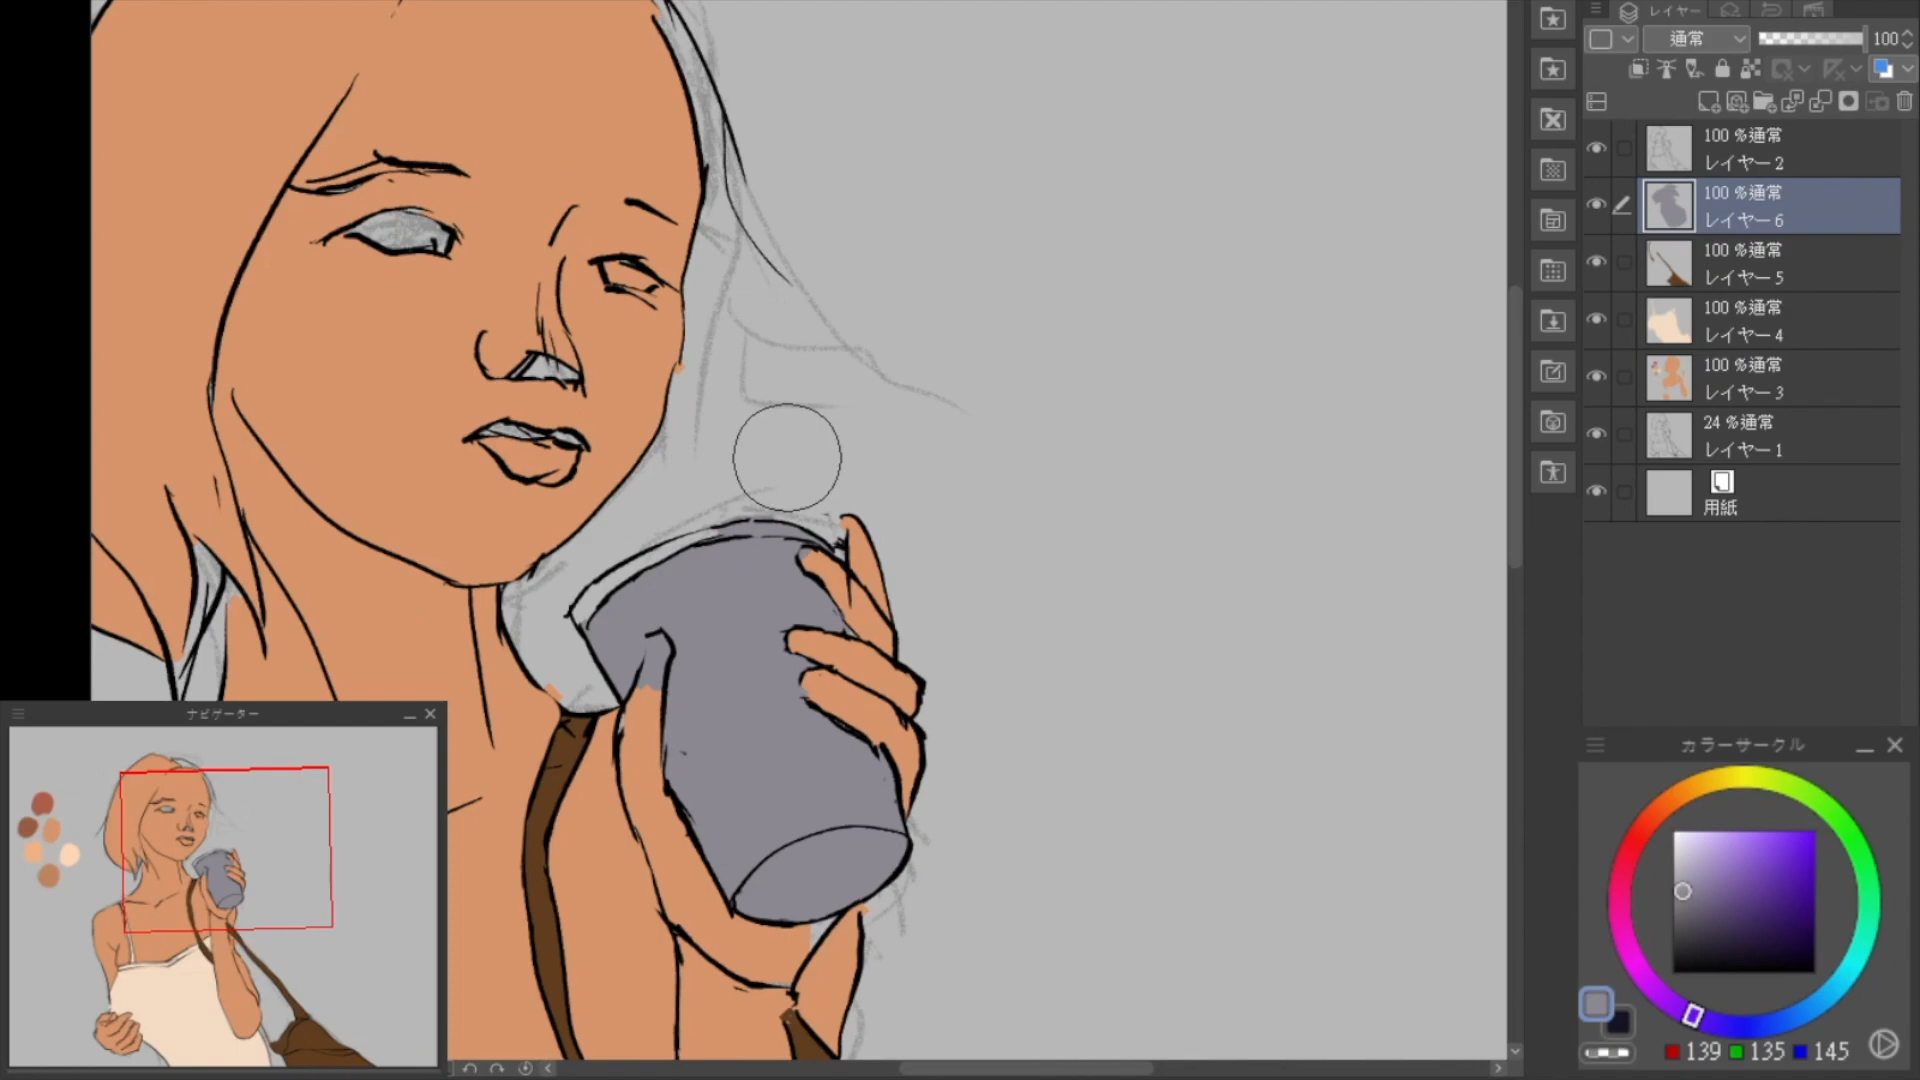 レイヤー
通常
100
100 %通常
レイヤー 2
100 %通常
レイヤー 6
100 %通常
レイヤー 5
100 %通常
レイヤー 4
100 %通常
レイヤー 3
24 %通常
レイヤー 1
用紙
ナビゲーター
カラーサークル
139 135 145